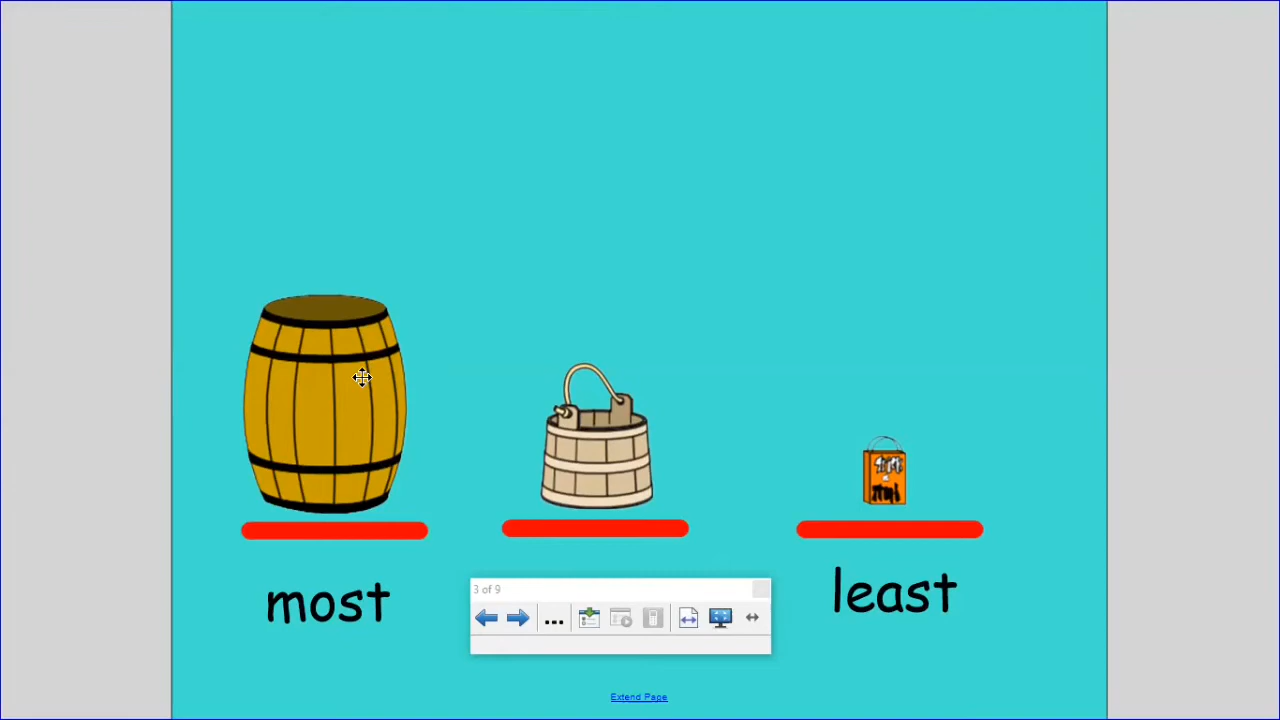 most
least
3 of 9
Extend Page